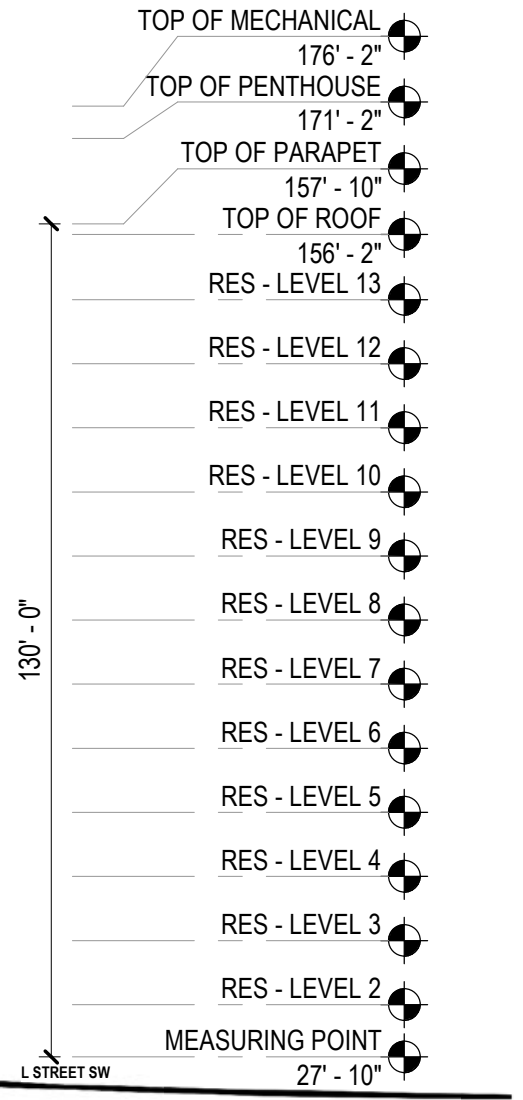 TOP OF MECHANICAL
176' - 2"
TOP OF PENTHOUSE
171' - 2"
TOP OF PARAPET
157' - 10"
TOP OF ROOF
156' - 2"
RES - LEVEL 13
RES - LEVEL 12
RES - LEVEL 11
RES - LEVEL 10
RES - LEVEL 9
RES - LEVEL 8
130' - 0"
RES - LEVEL 7
RES - LEVEL 6
RES - LEVEL 5
RES - LEVEL 4
RES - LEVEL 3
RES - LEVEL 2
MEASURING POINT
27' - 10"
L STREET SW